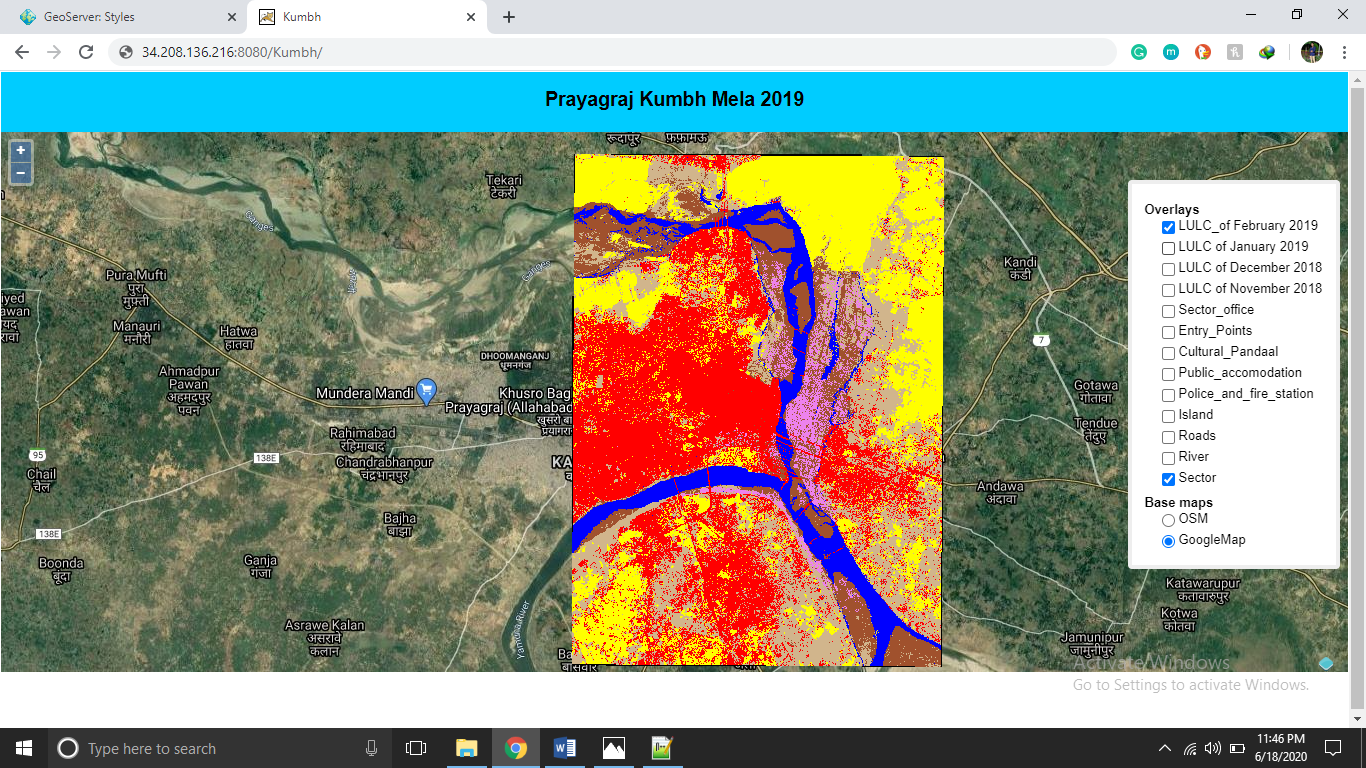 GeoServer: Styles
Kumbh
34.208.136.216:8080/Kumbh/
Prayagraj Kumbh Mela 2019
+
−
रूदापूर
फ़ाफ़ामऊ
Tekari
टेकरी
Ganges
Ganges
Pura Mufti
पुरा
मुफ़्ती
Manauri
मनौरी
Hatwa
हातवा
iyed
awan
Ahmadpur
Pawan
अहमदपुर
पवन
DHOOMANGANJ
धूमनगंज
Mundera Mandi
Khusro Bag
Prayagraj (Allahabad
Rahimabad
रहिमाबाद
Chandrabhanpur
चंद्रभानपुर
KA
95
138E
Chail
चैल
138E
Bajha
बाझा
Boonda
बूंदा
Ganja
गंजा
Yamuna River
Asrawe Kalan
असरावे
कलान
Ba
Kandi
कंडी
7
Gotawa
गोतावा
Tendue
तेंदुए
Andawa
अंदावा
Katawarupur
कतावारुपुर
Kotwa
कोतवा
Jamunipur
जामुनीपुर
Overlays
LULC_of February 2019
LULC of January 2019
LULC of December 2018
LULC of November 2018
Sector_office
Entry_Points
Cultural_Pandaal
Public_accomodation
Police_and_fire_station
Island
Roads
River
Sector
Base maps
OSM
GoogleMap
Activate Windows
Go to Settings to activate Windows.
Type here to search
11:46 PM
6/18/2020